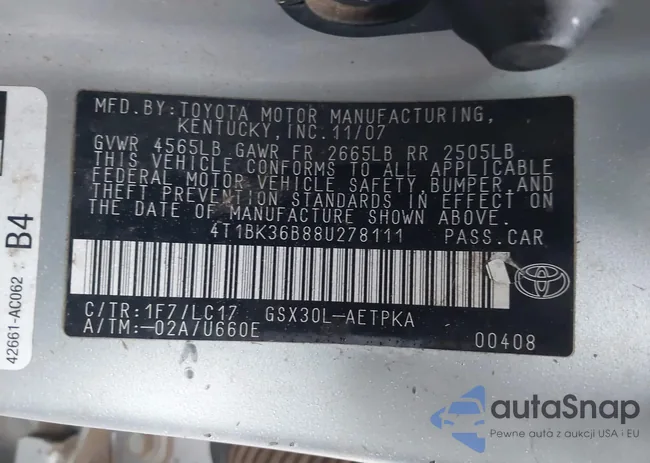 MFD.BY:TOYOTA MOTOR MANUFACTURING,
KENTUCKY, INC.11/07
GVWR 4565LB GAWR FR 2665LB RR 2505LB
THIS VEHICLE CONFORMS TO ALL APPLICABLE
FEDERAL MOTOR VEHICLE SAFETY,BUMPER,AND
THEFT PREVENTION STANDARDS IN EFFECT ON
THE DATE OF MANUFACTURE SHOWN ABOVE.
4T1BK36B88U278111 PASS.CAR
C/TR:1F7/LC17 GSX30L-AETPKA
A/TM:-02A/U660E
00408
42661-AC062 B4
autaSnap
Pewne auta z aukcji USA i EU